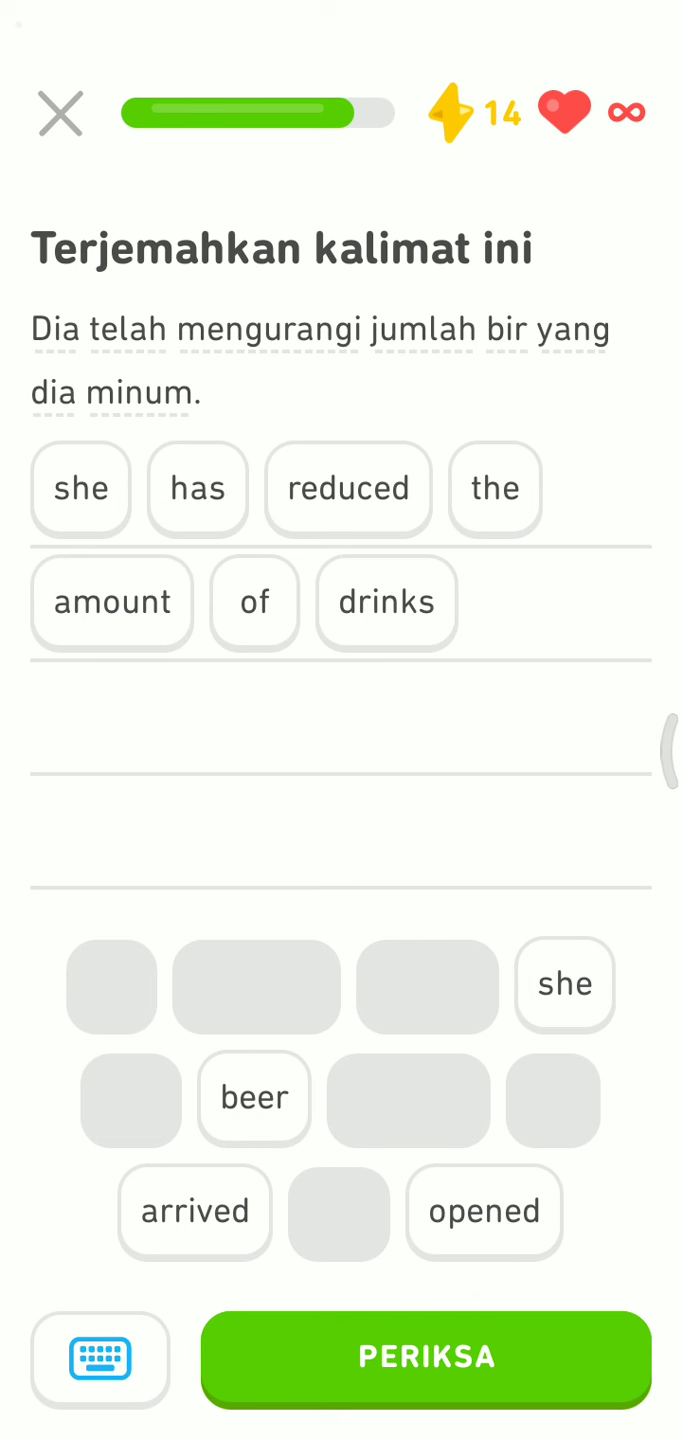 14 ∞
Terjemahkan kalimat ini
Dia telah mengurangi jumlah bir yang
dia minum.
she has reduced the
amount of drinks
she
beer
arrived opened
PERIKSA